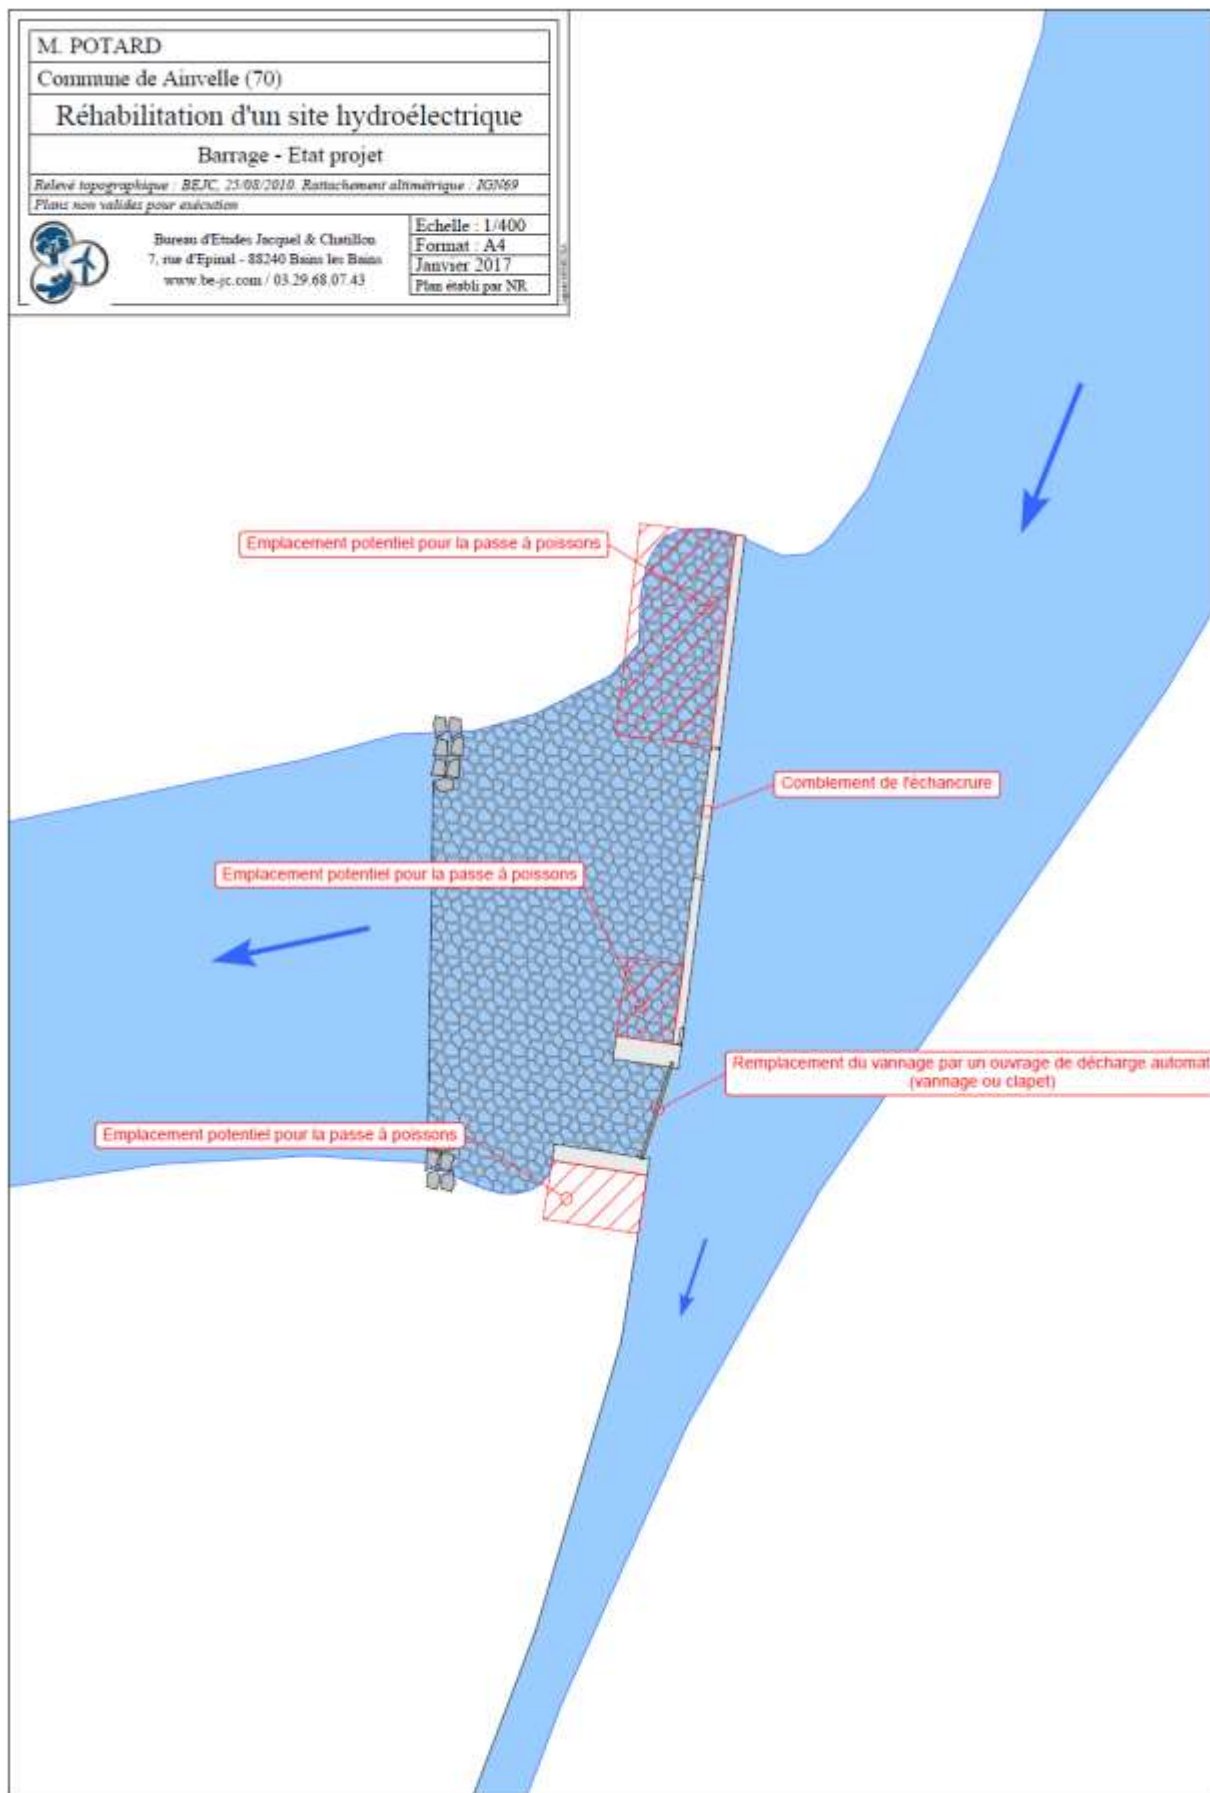 M. POTARD
Commune de Ainvelle (70)
Réhabilitation d'un site hydroélectrique
Barrage - Etat projet
Relevé topographique : BEJC, 25/08/2010. Rattachement altimétrique : IGN69
Plans non valides pour exécution
Bureau d'Etudes Jacquel & Chatillon
7, rue d'Epinal - 88240 Bains les Bains
www.be-jc.com / 03.29.68.07.43
Echelle : 1/400
Format : A4
Janvier 2017
Plan établi par NR
Emplacement potentiel pour la passe à poissons
Comblement de l'échancrure
Emplacement potentiel pour la passe à poissons
Remplacement du vannage par un ouvrage de décharge automat
(vannage ou clapet)
Emplacement potentiel pour la passe à poissons